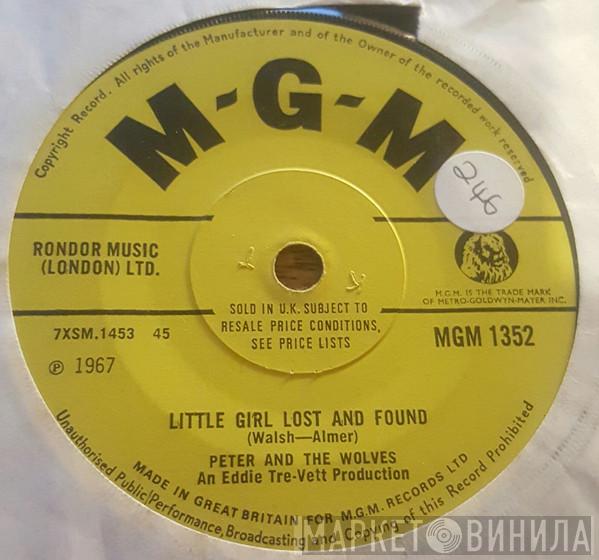 Copyright Record. All rights of the Manufacturer and of the Owner of the recorded work reserved
M-G-M
246
RONDOR MUSIC
(LONDON) LTD.
M.G.M. IS THE TRADE MARK
OF METRO-GOLDWYN-MAYER INC.
SOLD IN U.K. SUBJECT TO
RESALE PRICE CONDITIONS,
SEE PRICE LISTS
7XSM.1453 45
MGM 1352
℗ 1967
LITTLE GIRL LOST AND FOUND
(Walsh—Almer)
PETER AND THE WOLVES
An Eddie Tre-Vett Production
MADE IN GREAT BRITAIN FOR M.G.M. RECORDS LTD
Unauthorised Public Performance, Broadcasting and Copying of this Record Prohibited
МАРКЕТ ВИНИЛА